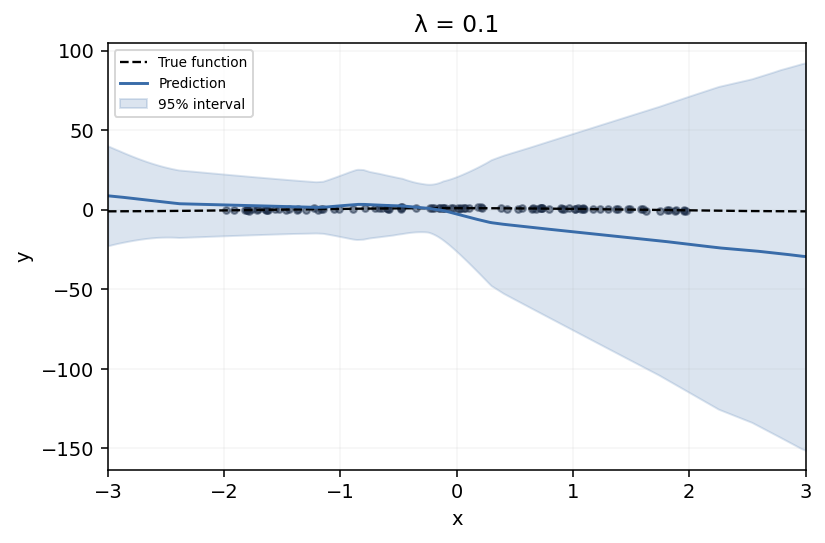 λ = 0.1
True function
Prediction
95% interval
100
50
0
−50
−100
−150
y
−3
−2
−1
0
1
2
3
x